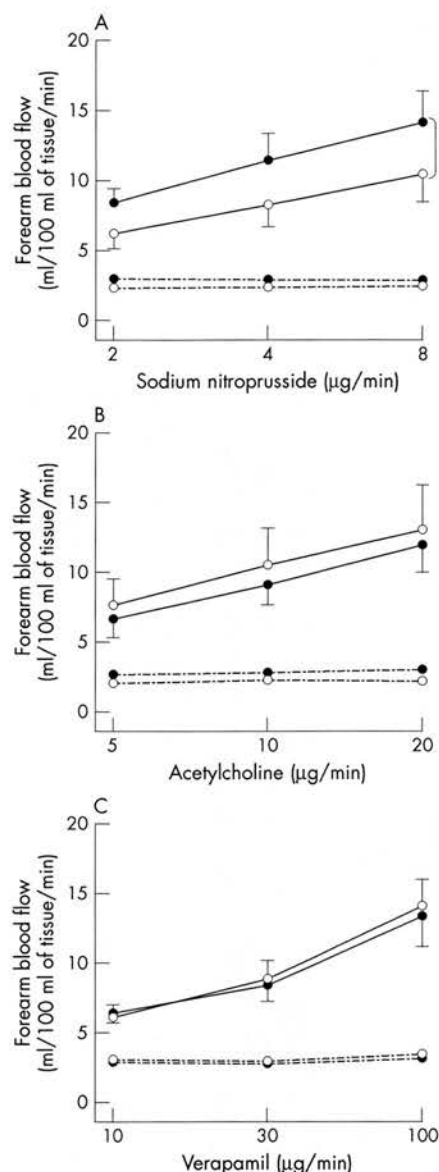 A
Forearm blood flow
(ml/100 ml of tissue/min)
20
15
10
5
0
2
4
8
Sodium nitroprusside (µg/min)
B
Forearm blood flow
(ml/100 ml of tissue/min)
20
15
10
5
0
5
10
20
Acetylcholine (µg/min)
C
Forearm blood flow
(ml/100 ml of tissue/min)
20
15
10
5
0
10
30
100
Verapamil (µg/min)